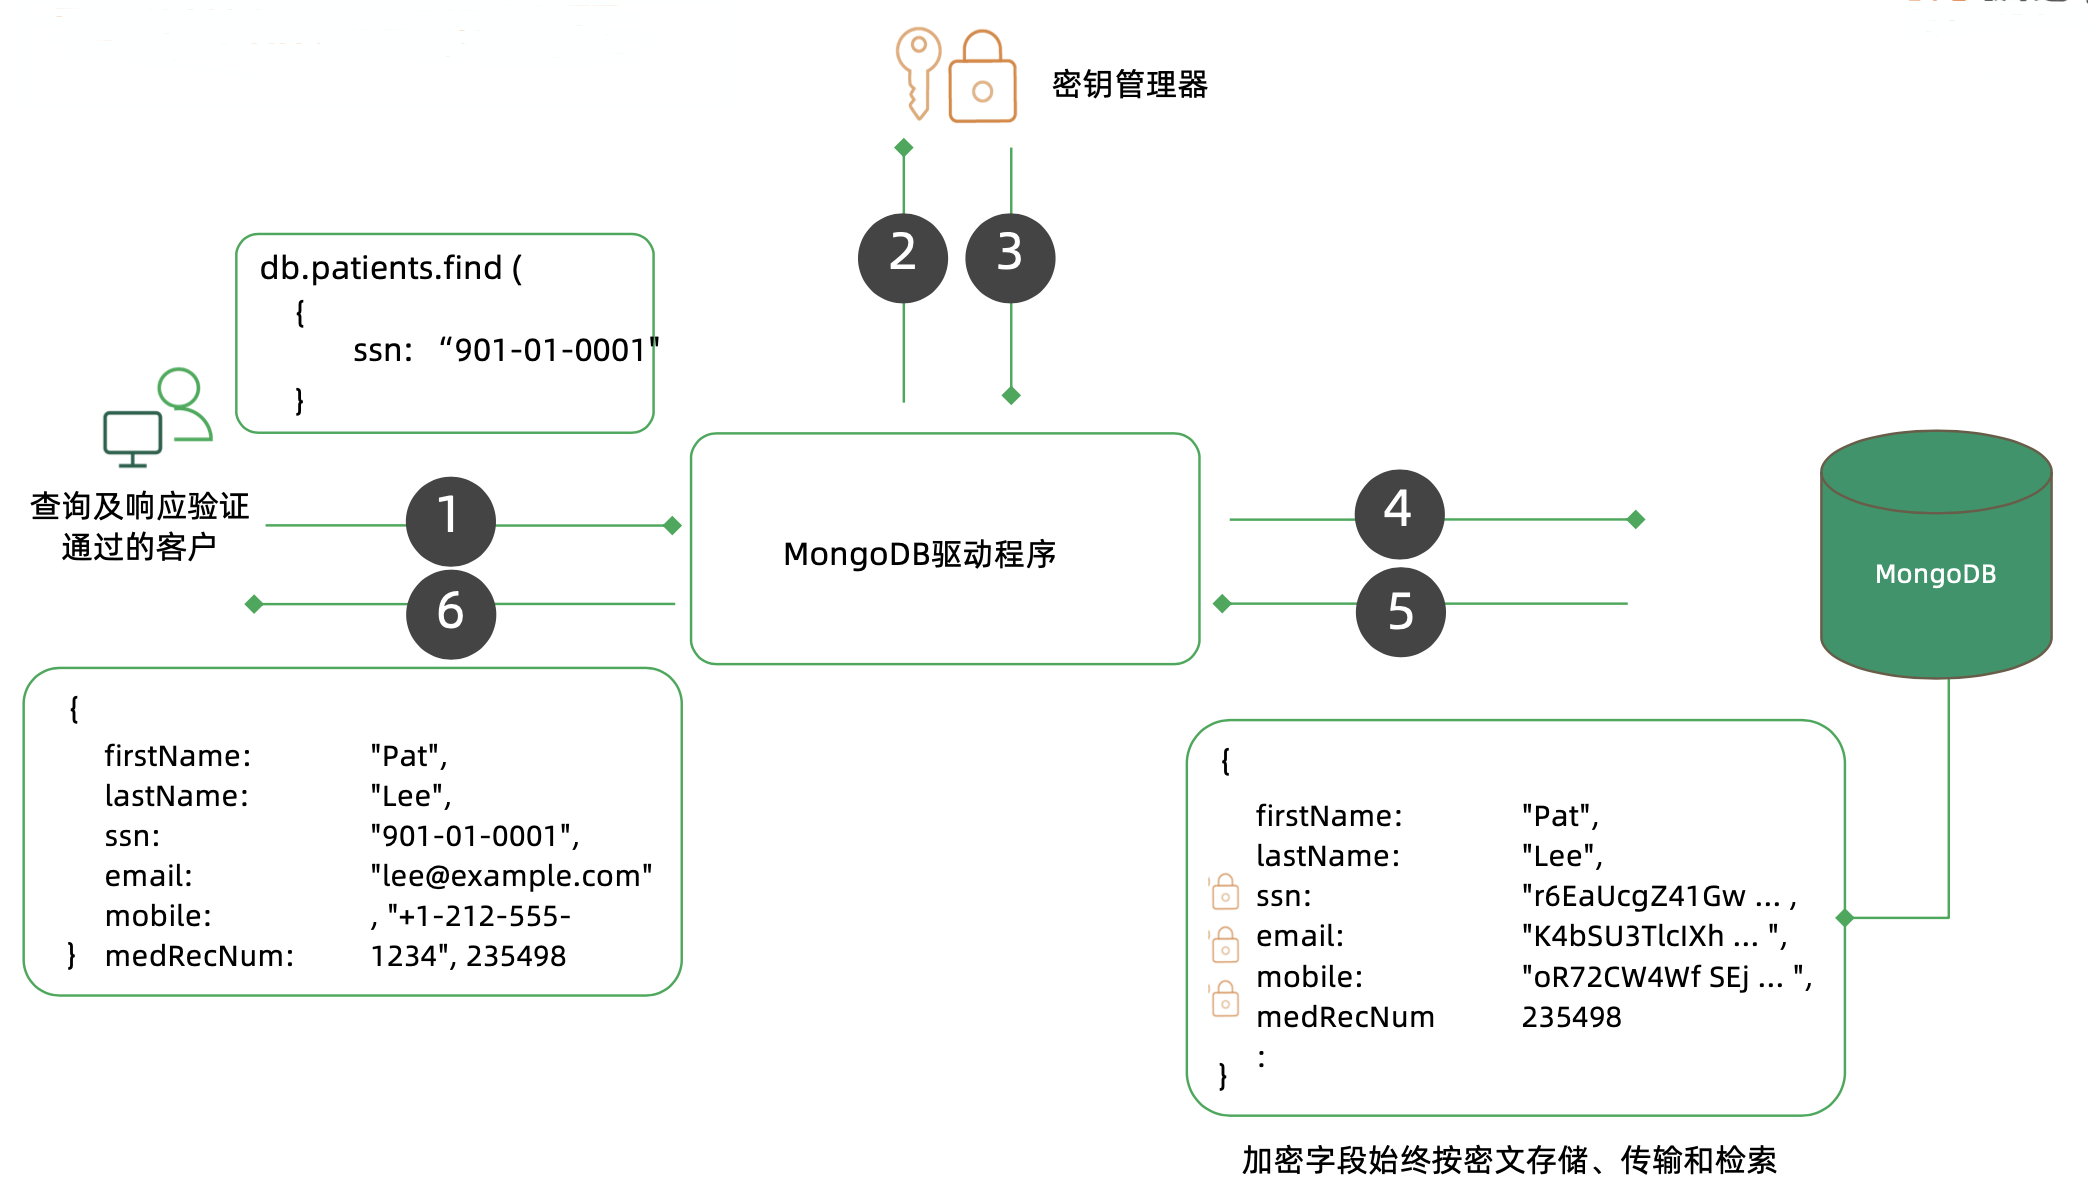 密钥管理器
2
3
db.patients.find (
{
ssn: “901-01-0001"
}
查询及响应验证
通过的客户
1
6
MongoDB驱动程序
4
5
MongoDB
{
firstName: "Pat",
lastName: "Lee",
ssn: "901-01-0001",
email: "lee@example.com"
mobile: , "+1-212-555-
} medRecNum: 1234", 235498
{
firstName: "Pat",
lastName: "Lee",
ssn: "r6EaUcgZ41Gw ... ,
email: "K4bSU3TlcIXh ... ",
mobile: "oR72CW4Wf SEj ... ",
medRecNum 235498
:
}
加密字段始终按密文存储、传输和检索